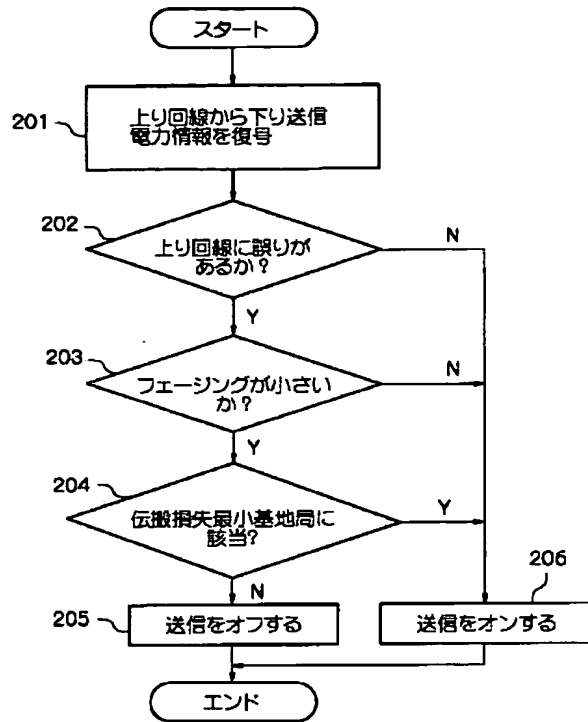 スタート
201
上り回線から下り送信
電力情報を復号
202
上り回線に誤りが
あるか?
N
Y
203
フェージングが小さい
か?
N
Y
204
伝搬損失最小基地局に
該当?
Y
N
205
送信をオフする
206
送信をオンする
エンド